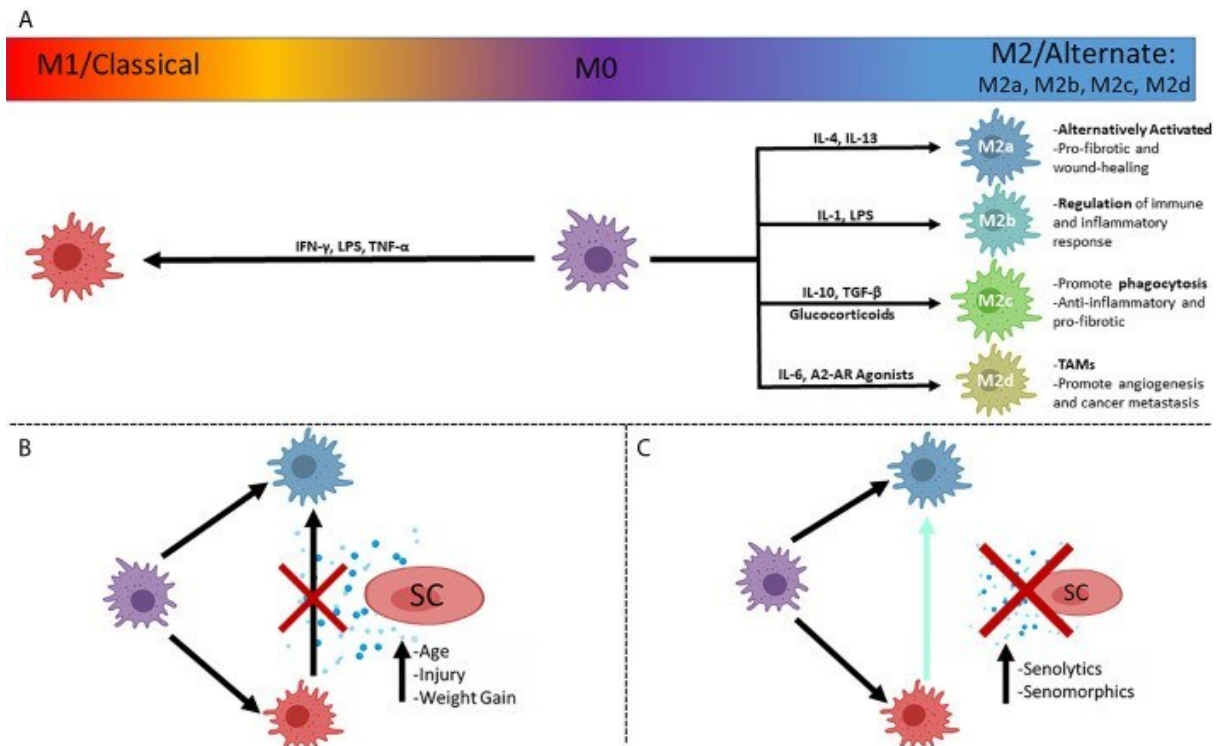 A
M1/Classical
M0
M2/Alternate:
M2a, M2b, M2c, M2d
IFN-γ, LPS, TNF-α
IL-4, IL-13
M2a
-Alternatively Activated
-Pro-fibrotic and
wound-healing
IL-1, LPS
M2b
-Regulation of immune
and inflammatory
response
IL-10, TGF-β
Glucocorticoids
M2c
-Promote phagocytosis
-Anti-inflammatory and
pro-fibrotic
IL-6, A2-AR Agonists
M2d
-TAMs
-Promote angiogenesis
and cancer metastasis
B
SC
-Age
-Injury
-Weight Gain
C
SC
-Senolytics
-Senomorphics